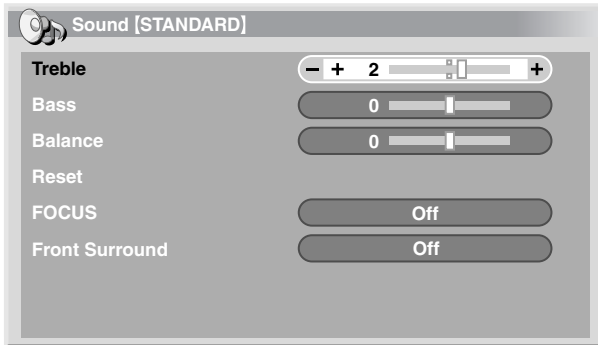 Sound [STANDARD]
Treble − + 2 +
Bass 0
Balance 0
Reset
FOCUS Off
Front Surround Off